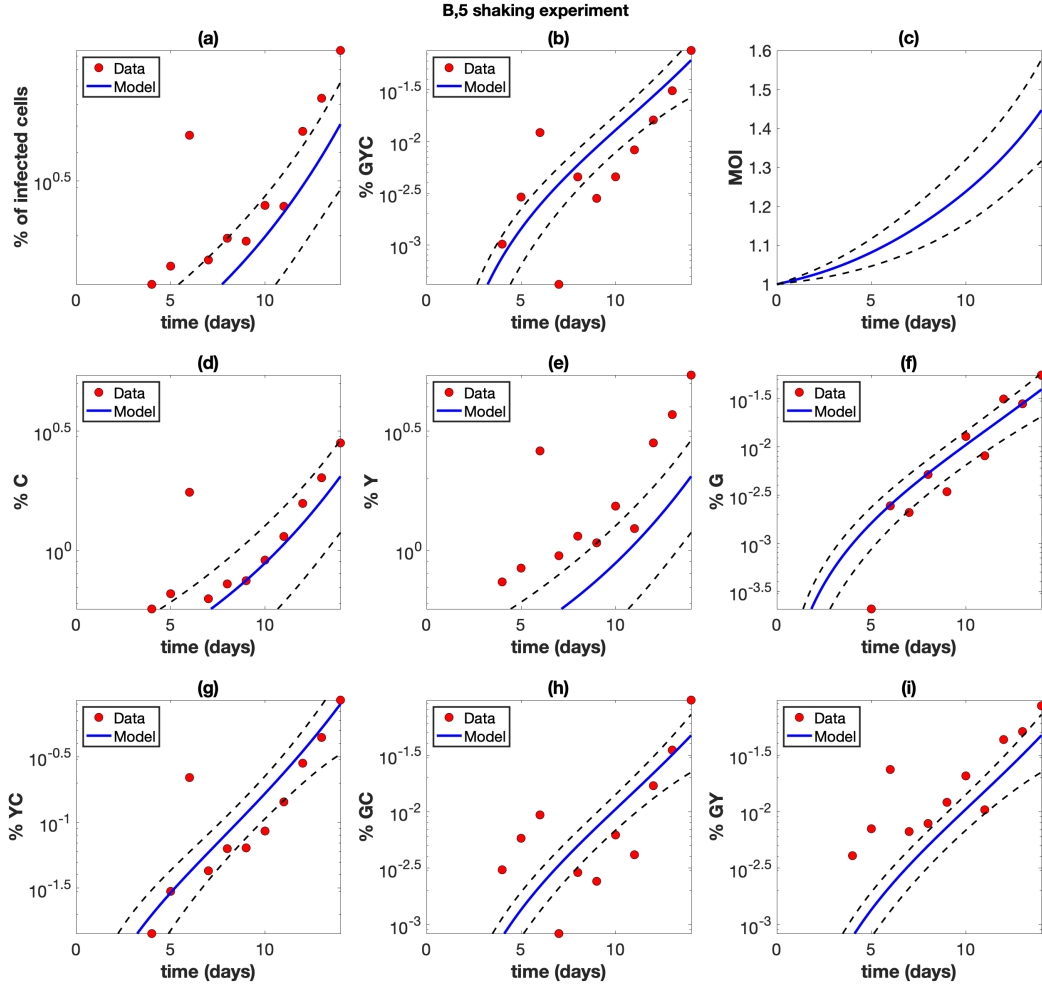 B,5 shaking experiment
(a)
Data
Model
% of infected cells
10^0.5
0
5
10
time (days)
(b)
Data
Model
% GYC
10^-1.5
10^-2
10^-2.5
10^-3
0
5
10
time (days)
(c)
MOI
1.6
1.5
1.4
1.3
1.2
1.1
1
0
5
10
time (days)
(d)
Data
Model
% C
10^0.5
10^0
0
5
10
time (days)
(e)
Data
Model
% Y
10^0.5
10^0
0
5
10
time (days)
(f)
Data
Model
% G
10^-1.5
10^-2
10^-2.5
10^-3
10^-3.5
0
5
10
time (days)
(g)
Data
Model
% YC
10^-0.5
10^-1
10^-1.5
0
5
10
time (days)
(h)
Data
Model
% GC
10^-1.5
10^-2
10^-2.5
10^-3
0
5
10
time (days)
(i)
Data
Model
% GY
10^-1.5
10^-2
10^-2.5
10^-3
0
5
10
time (days)